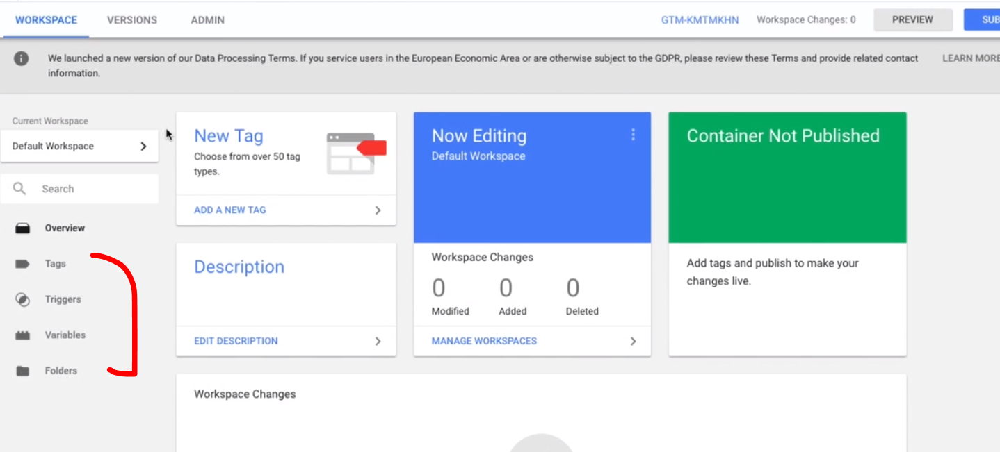 WORKSPACE VERSIONS ADMIN GTM-KMTMKHN Workspace Changes: 0 PREVIEW SUB
We launched a new version of our Data Processing Terms. If you service users in the European Economic Area or are otherwise subject to the GDPR, please review these Terms and provide related contact
information.
LEARN MORE
Current Workspace
Default Workspace
Search
Overview
Tags
Triggers
Variables
Folders
New Tag
Choose from over 50 tag
types.
ADD A NEW TAG
Description
EDIT DESCRIPTION
Now Editing
Default Workspace
Workspace Changes
0 0 0
Modified Added Deleted
MANAGE WORKSPACES
Container Not Published
Add tags and publish to make your
changes live.
Workspace Changes